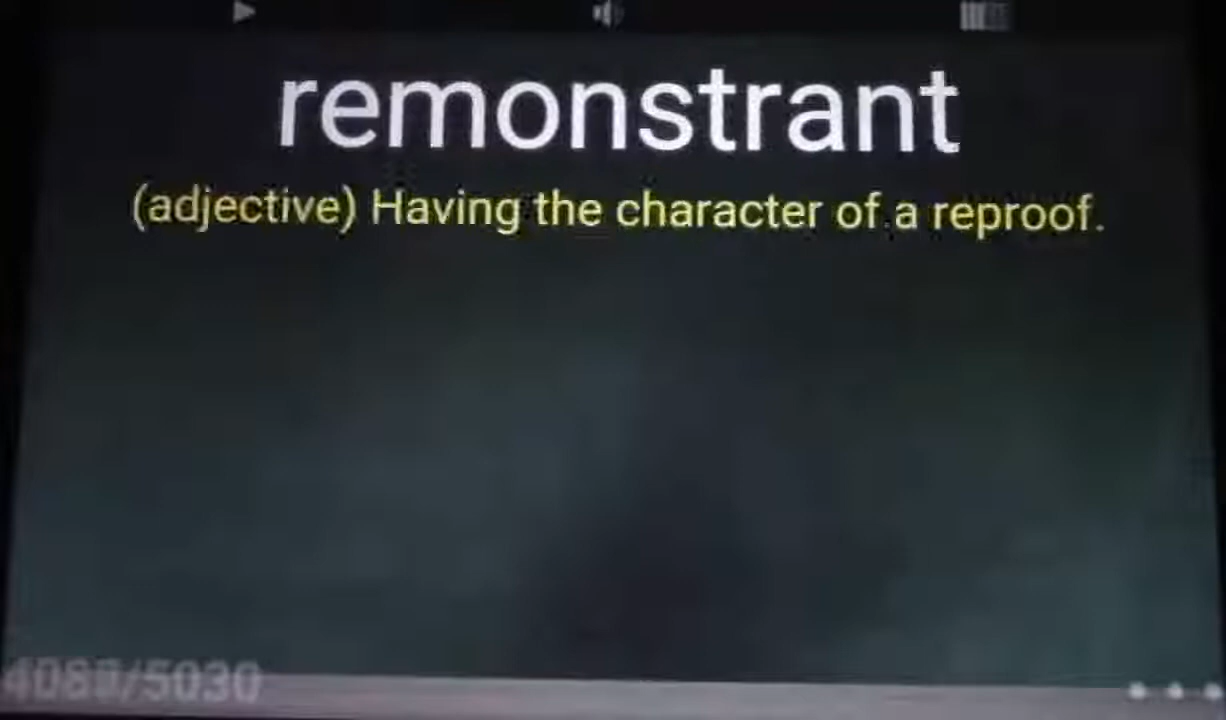 remonstrant
(adjective) Having the character of a reproof.